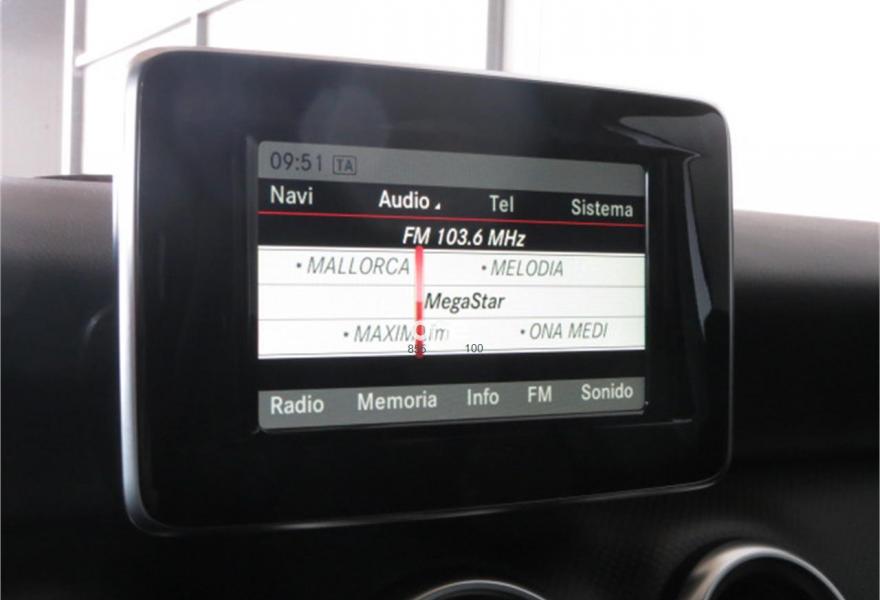 09:51 TA
Navi Audio Tel Sistema
FM 103.6 MHz
• MALLORCA • MELODIA
MegaStar
• ONA MEDI
855 100
Radio Memoria Info FM Sonido